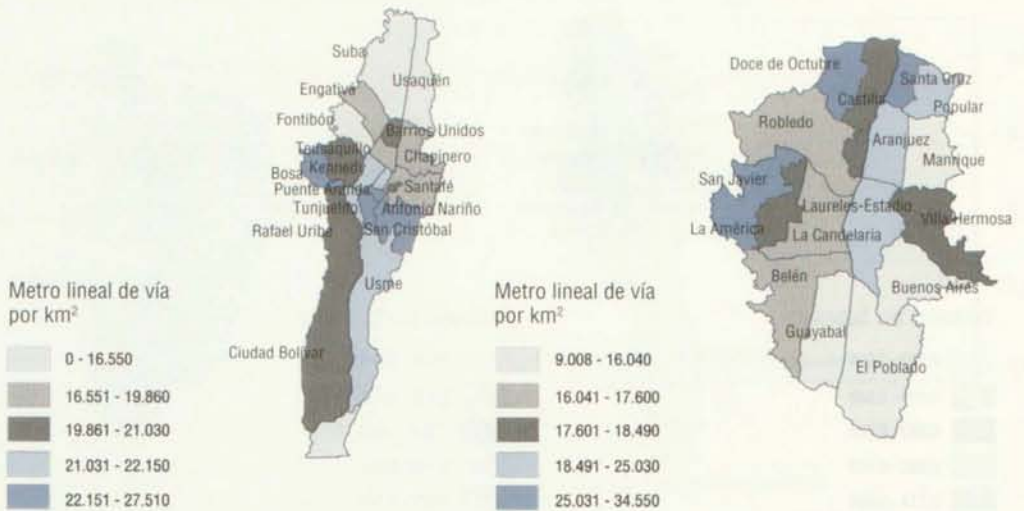 Suba
Usaquén
Engativá
Fontibón
Barrios Unidos
Teusaquillo
Chapinero
Kennedy
Bosa
Santafé
Puente Aranda
Tunjuelito
Antonio Nariño
Rafael Uribe
San Cristóbal
Usme
Ciudad Bolívar
Metro lineal de vía
por km²
0 - 16.550
16.551 - 19.860
19.861 - 21.030
21.031 - 22.150
22.151 - 27.510
Doce de Octubre
Santa Cruz
Castilla
Popular
Robledo
Aranjuez
Manrique
San Javier
Laureles-Estadio
Villa Hermosa
La América
La Candelaria
Belén
Buenos Aires
Guayabal
El Poblado
Metro lineal de vía
por km²
9.008 - 16.040
16.041 - 17.600
17.601 - 18.490
18.491 - 25.030
25.031 - 34.550